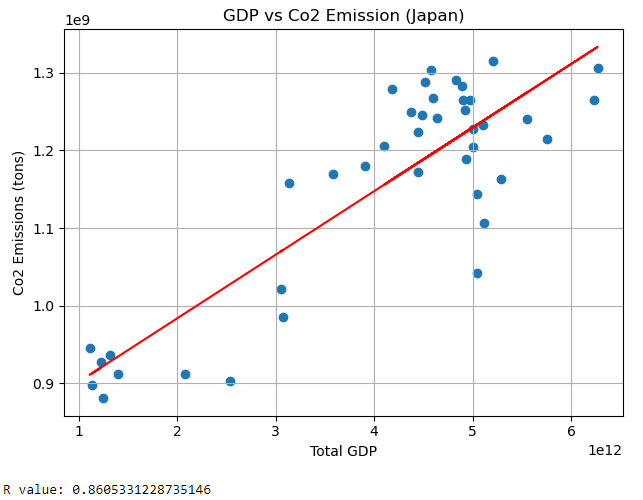 GDP vs Co2 Emission (Japan)
1e9
1.3
1.2
1.1
1.0
0.9
Co2 Emissions (tons)
1 2 3 4 5 6
Total GDP
1e12
R value: 0.8605331228735146